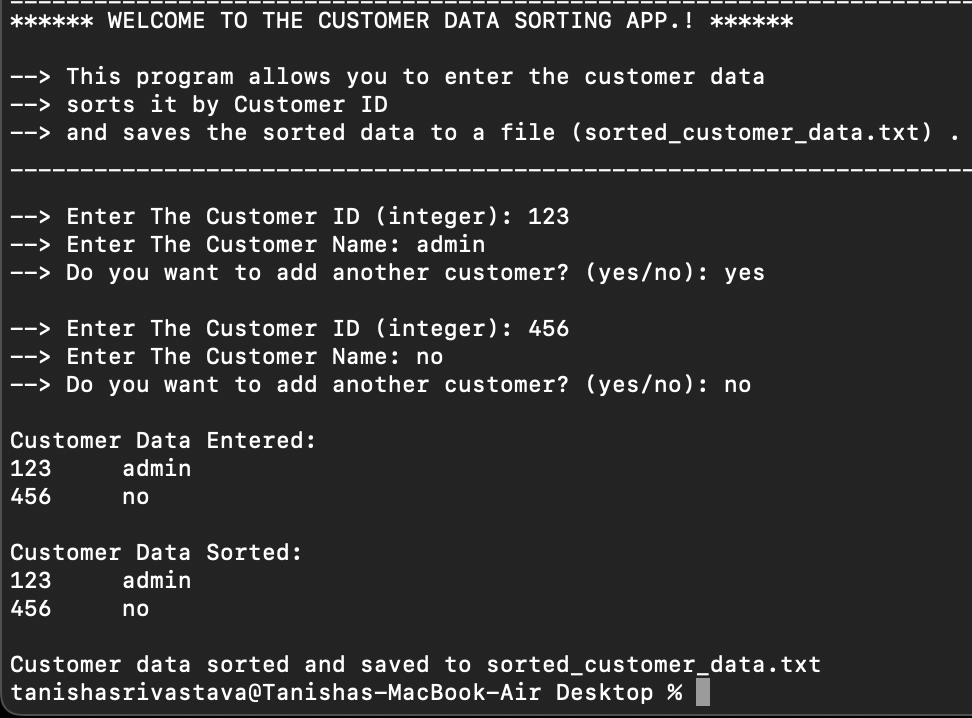 ****** WELCOME TO THE CUSTOMER DATA SORTING APP.! ******
--> This program allows you to enter the customer data
--> sorts it by Customer ID
--> and saves the sorted data to a file (sorted_customer_data.txt) .
---------------------------------------------------------------------
--> Enter The Customer ID (integer): 123
--> Enter The Customer Name: admin
--> Do you want to add another customer? (yes/no): yes
--> Enter The Customer ID (integer): 456
--> Enter The Customer Name: no
--> Do you want to add another customer? (yes/no): no
Customer Data Entered:
123     admin
456     no
Customer Data Sorted:
123     admin
456     no
Customer data sorted and saved to sorted_customer_data.txt
tanishasrivastava@Tanishas-MacBook-Air Desktop %